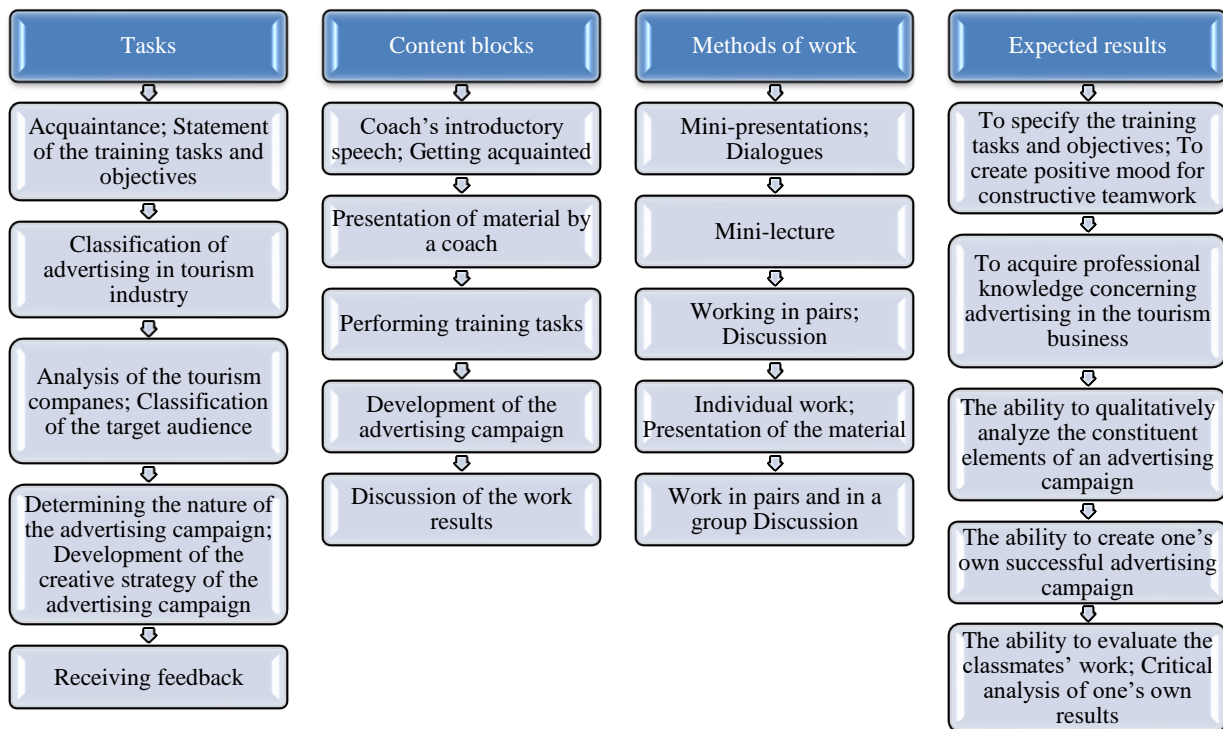 Tasks
Acquaintance; Statement
of the training tasks and
objectives
Classification of
advertising in tourism
industry
Analysis of the tourism
companes; Classification
of the target audience
Determining the nature of
the advertising campaign;
Development of the
creative strategy of the
advertising campaign
Receiving feedback
Content blocks
Coach’s introductory
speech; Getting acquainted
Presentation of material by
a coach
Performing training tasks
Development of the
advertising campaign
Discussion of the work
results
Methods of work
Mini-presentations;
Dialogues
Mini-lecture
Working in pairs;
Discussion
Individual work;
Presentation of the material
Work in pairs and in a
group Discussion
Expected results
To specify the training
tasks and objectives; To
create positive mood for
constructive teamwork
To acquire professional
knowledge concerning
advertising in the tourism
business
The ability to qualitatively
analyze the constituent
elements of an advertising
campaign
The ability to create one’s
own successful advertising
campaign
The ability to evaluate the
classmates’ work; Critical
analysis of one’s own
results